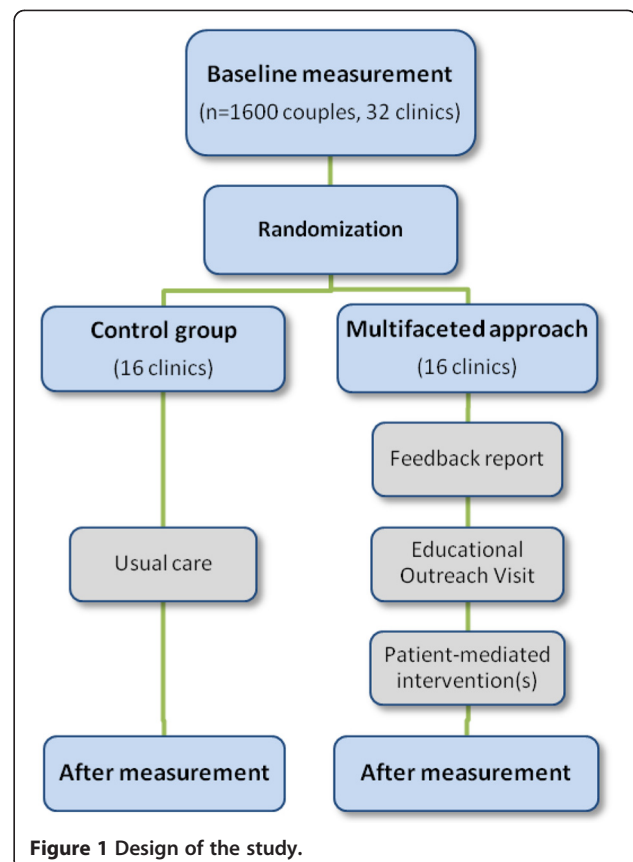 Baseline measurement
(n=1600 couples, 32 clinics)
Randomization
Control group
(16 clinics)
Multifaceted approach
(16 clinics)
Feedback report
Usual care
Educational
Outreach Visit
Patient-mediated
intervention(s)
After measurement
After measurement
Figure 1 Design of the study.